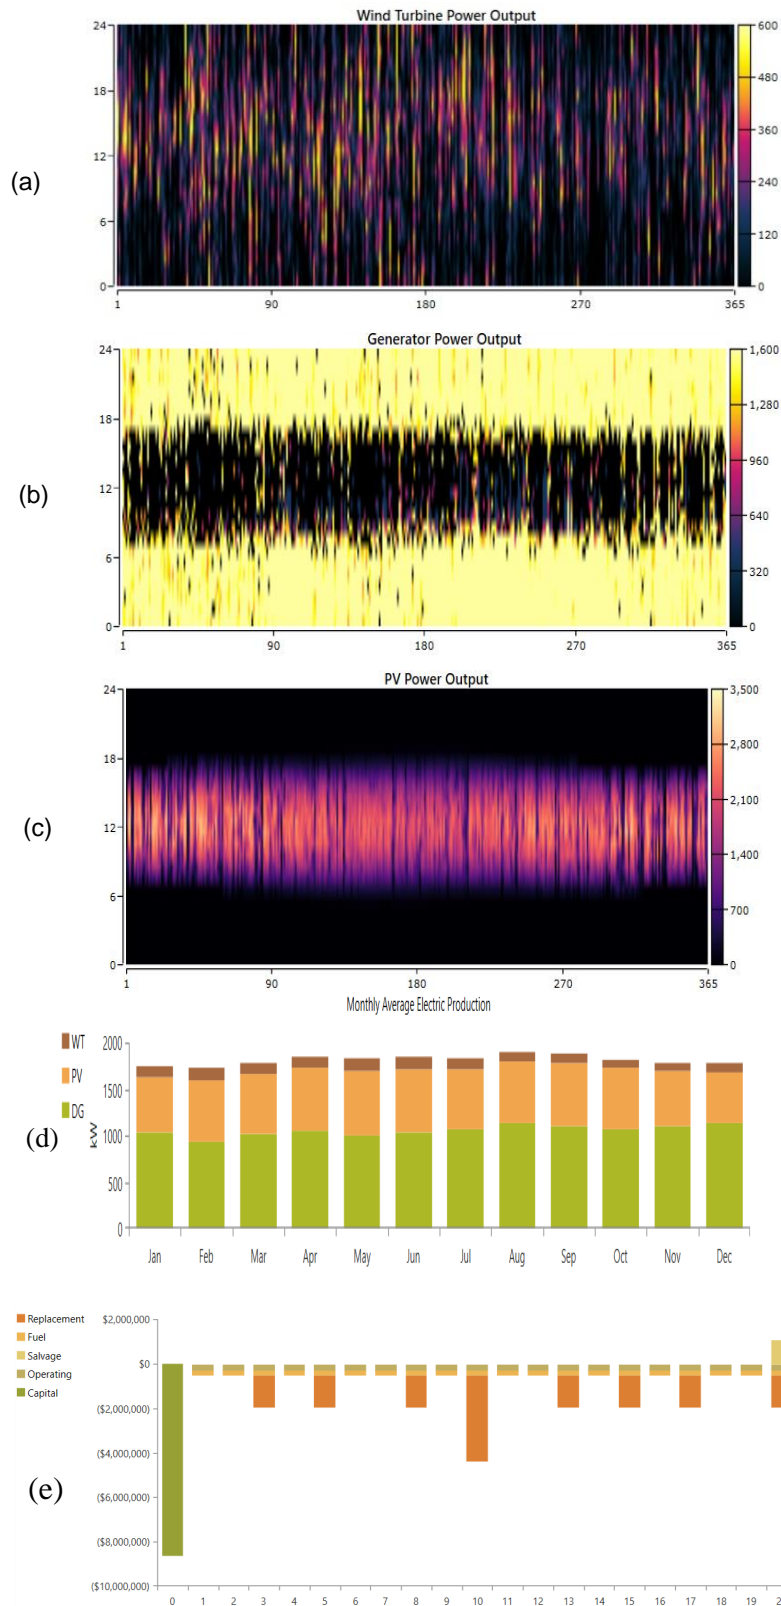 Wind Turbine Power Output
24
18
12
6
0
1 90 180 270 365
600
480
360
240
120
0
(a)
Generator Power Output
24
18
12
6
0
1 90 180 270 365
1,600
1,280
960
640
320
0
(b)
PV Power Output
24
18
12
6
0
1 90 180 270 365
3,500
2,800
2,100
1,400
700
0
(c)
Monthly Average Electric Production
WT
PV
DG
(d)
kW
2000
1500
1000
500
0
Jan Feb Mar Apr May Jun Jul Aug Sep Oct Nov Dec
Replacement
Fuel
Salvage
Operating
Capital
(e)
$2,000,000
$0
($2,000,000)
($4,000,000)
($6,000,000)
($8,000,000)
($10,000,000)
0 1 2 3 4 5 6 7 8 9 10 11 12 13 14 15 16 17 18 19 2